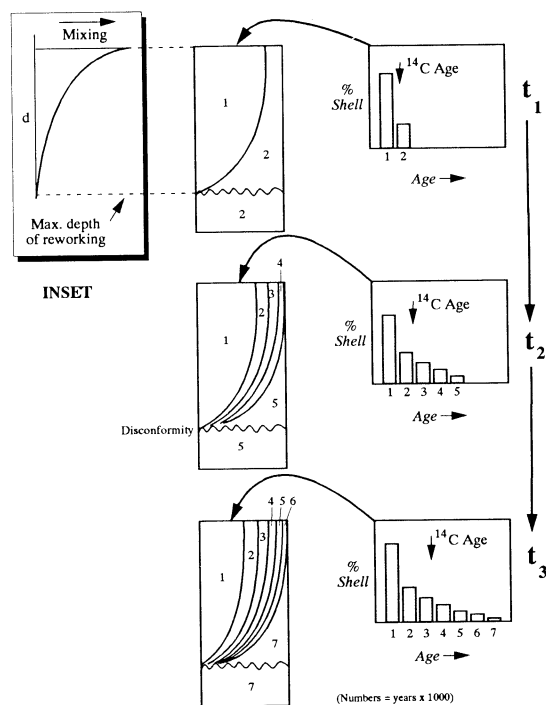 Mixing
d
Max. depth
of reworking
INSET
1
2
2
%
Shell
14C Age
1 2
Age
t1
4
3
2
1
5
Disconformity
5
%
Shell
14C Age
1 2 3 4 5
Age
t2
4 5 6
3
2
1
7
7
%
Shell
14C Age
1 2 3 4 5 6 7
Age
t3
(Numbers = years x 1000)